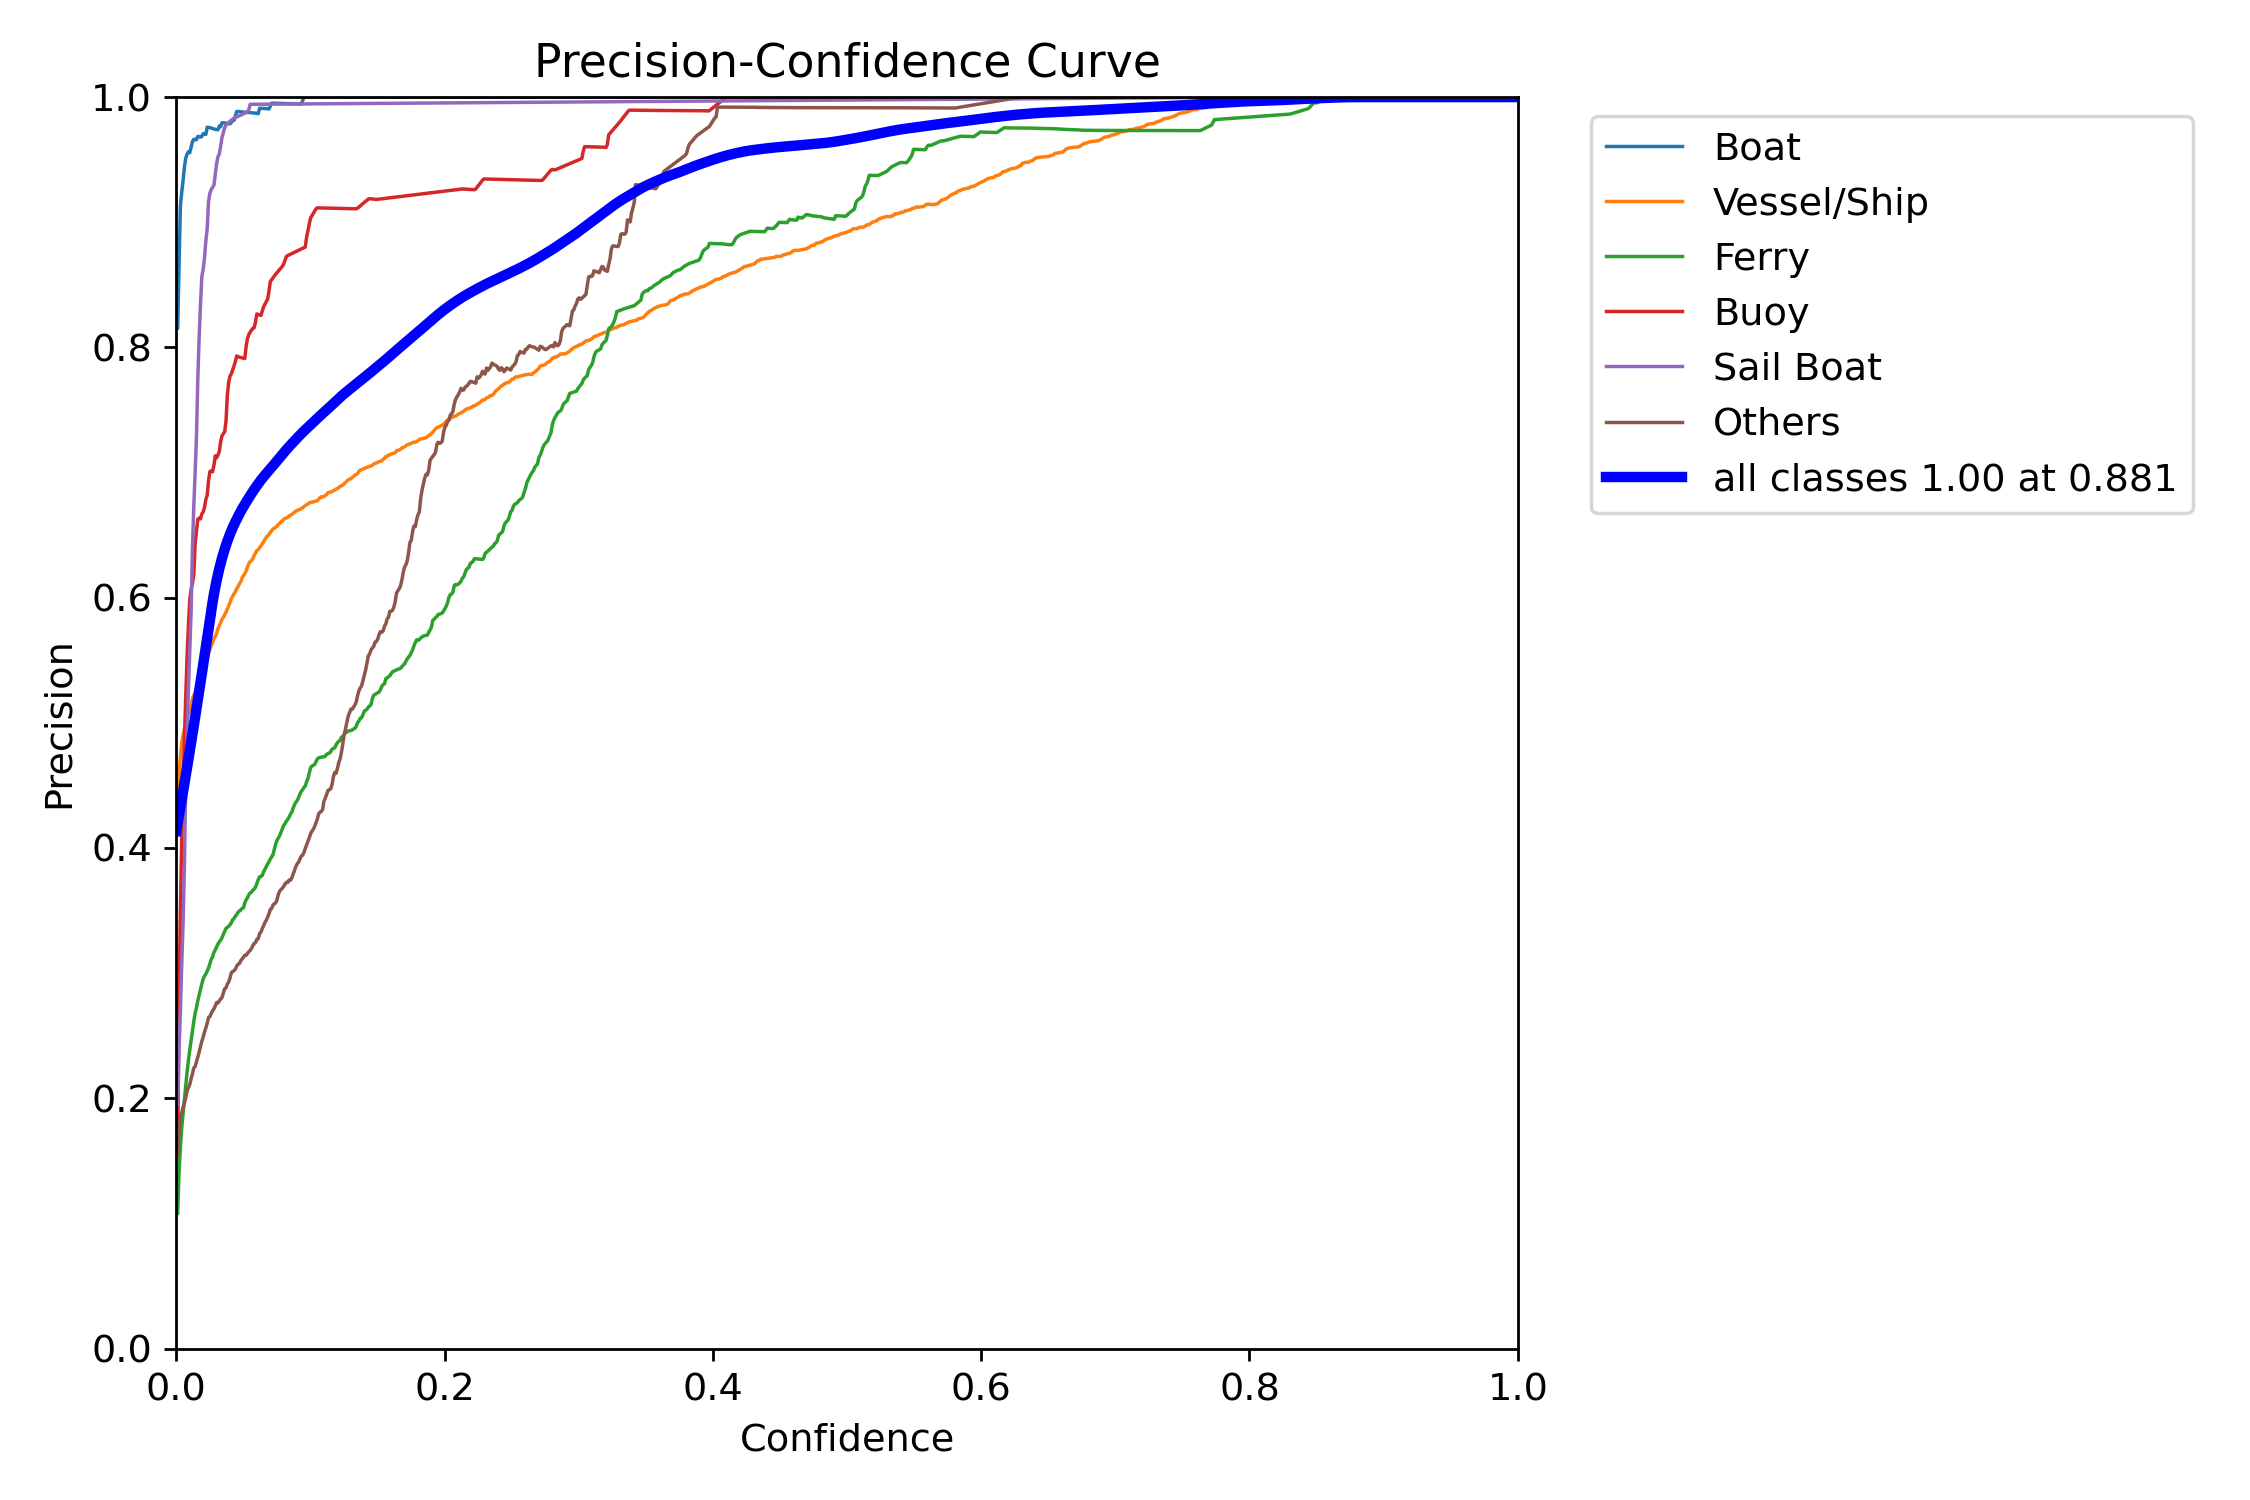 Precision-Confidence Curve
1.0
0.8
0.6
0.4
0.2
0.0
Precision
0.0 0.2 0.4 0.6 0.8 1.0
Confidence
Boat
Vessel/Ship
Ferry
Buoy
Sail Boat
Others
all classes 1.00 at 0.881